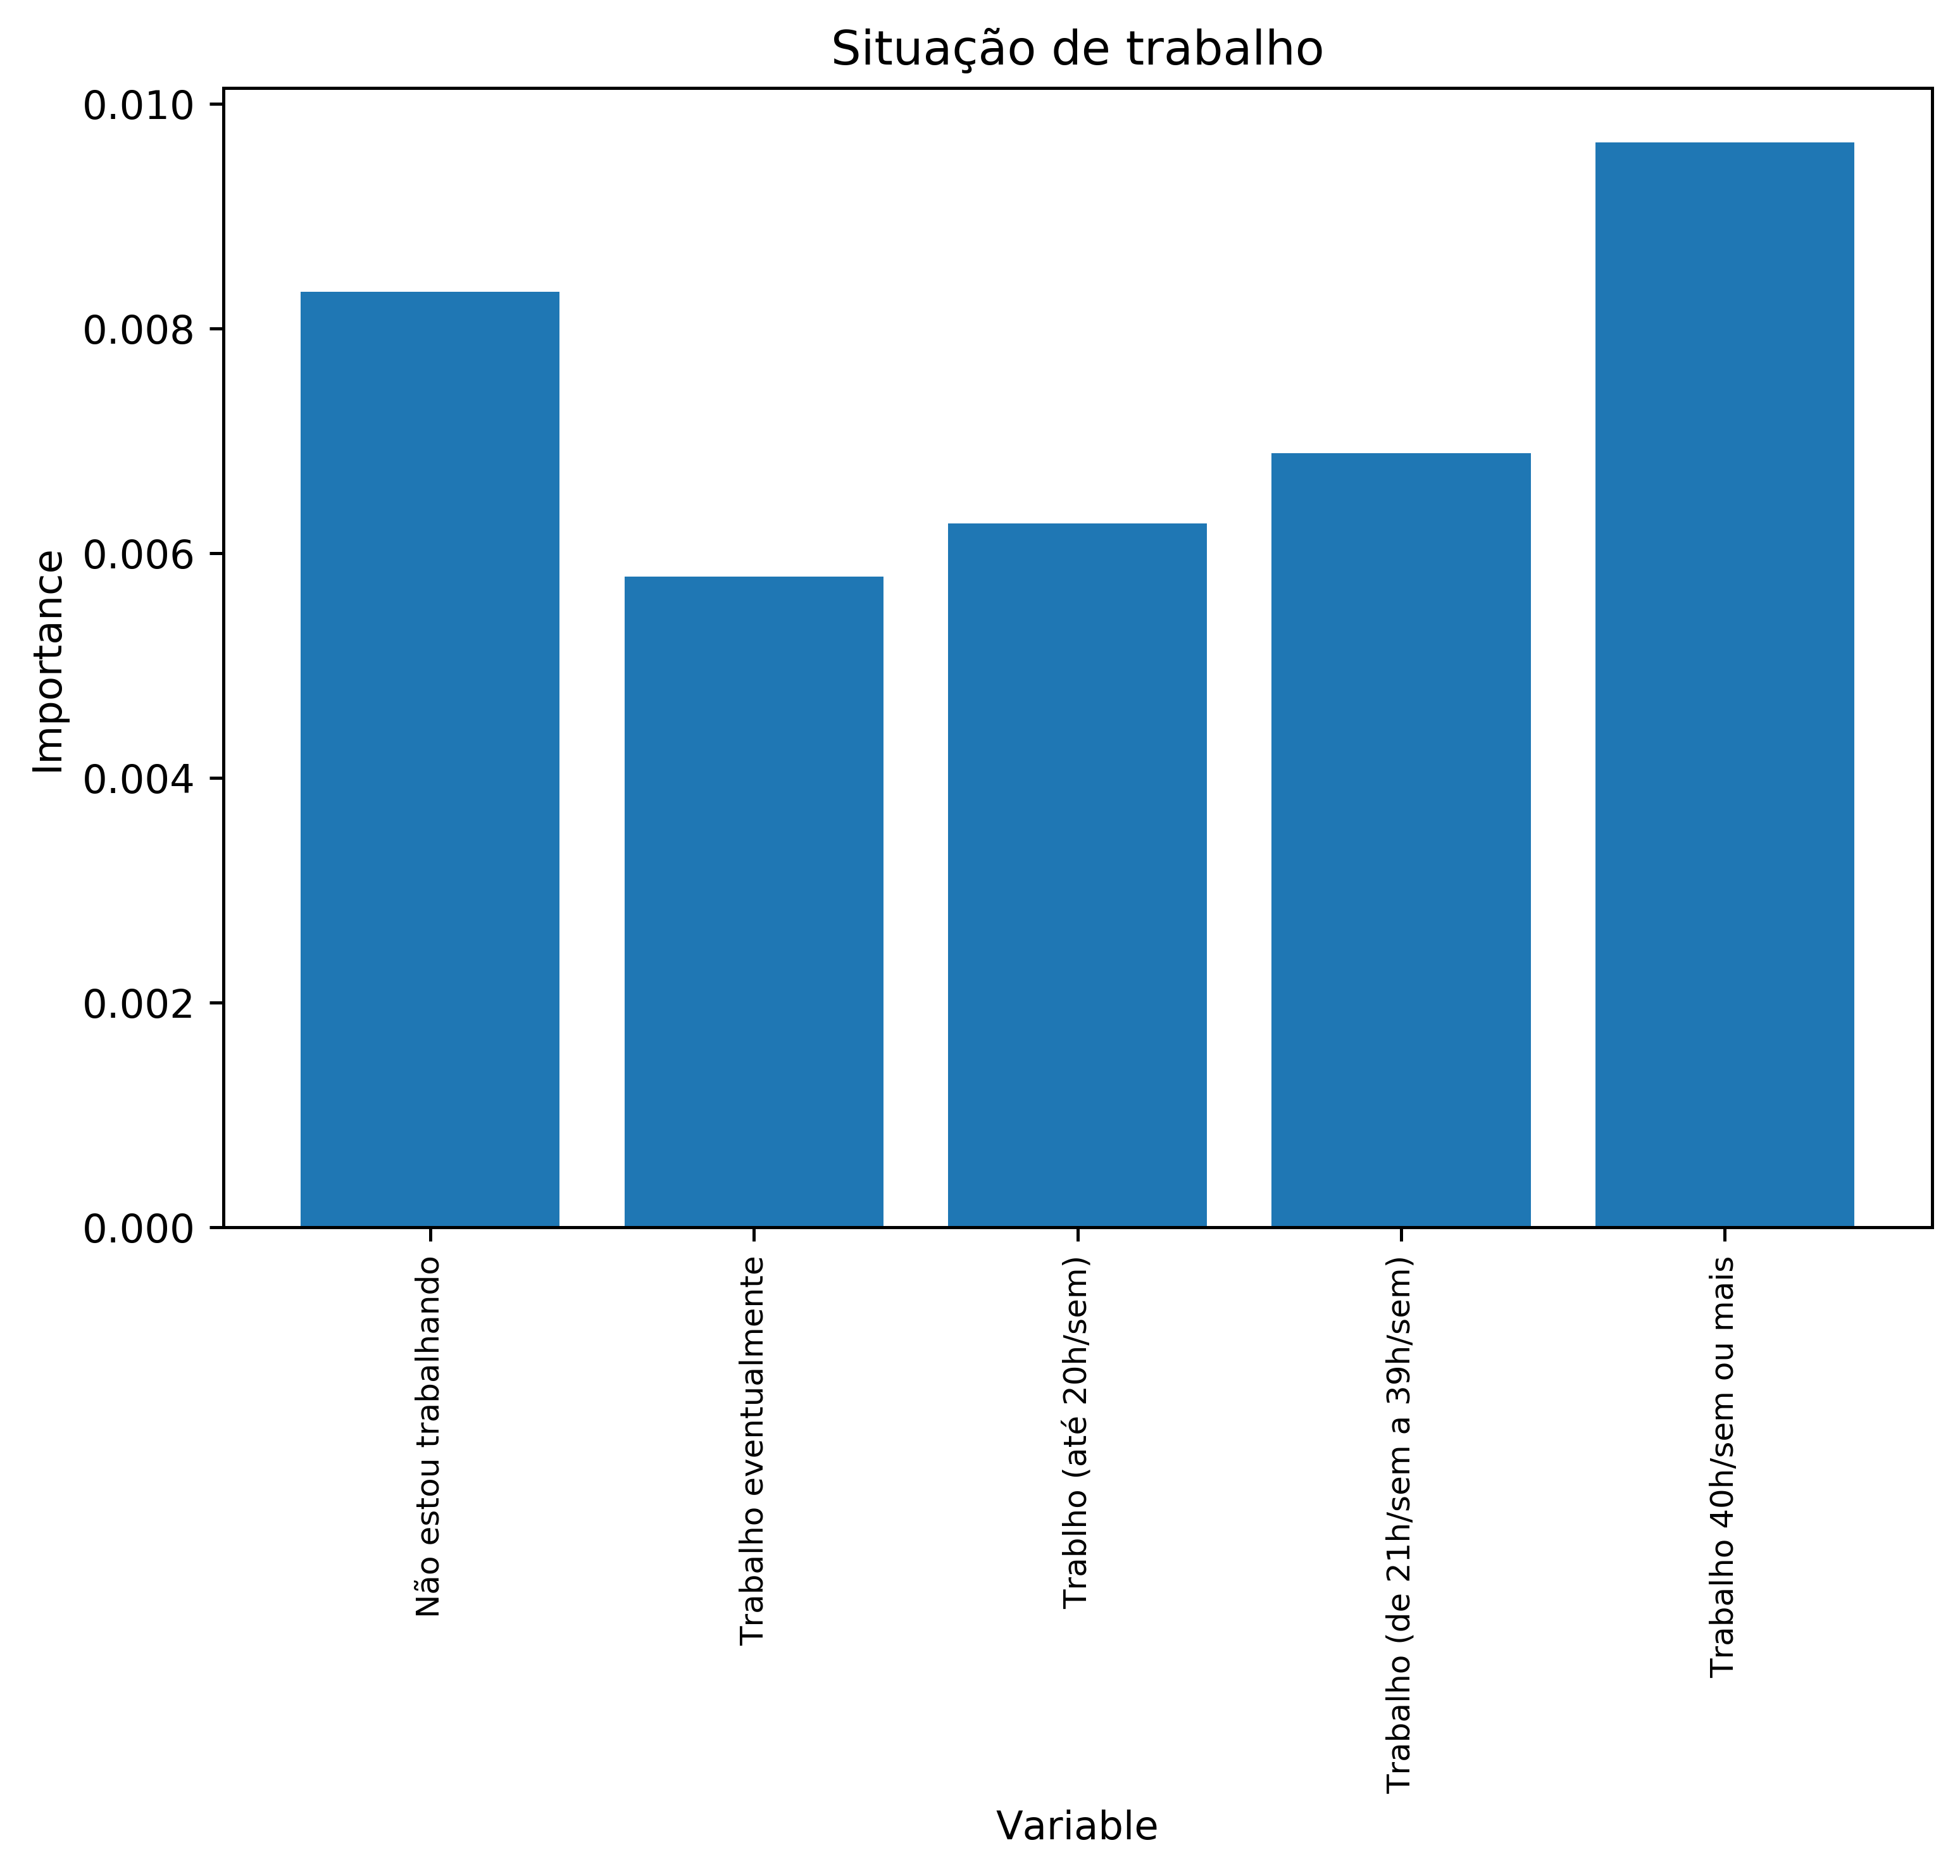 Situação de trabalho
Importance
0.010
0.008
0.006
0.004
0.002
0.000
Não estou trabalhando
Trabalho eventualmente
Trablho (até 20h/sem)
Trabalho (de 21h/sem a 39h/sem)
Trabalho 40h/sem ou mais
Variable